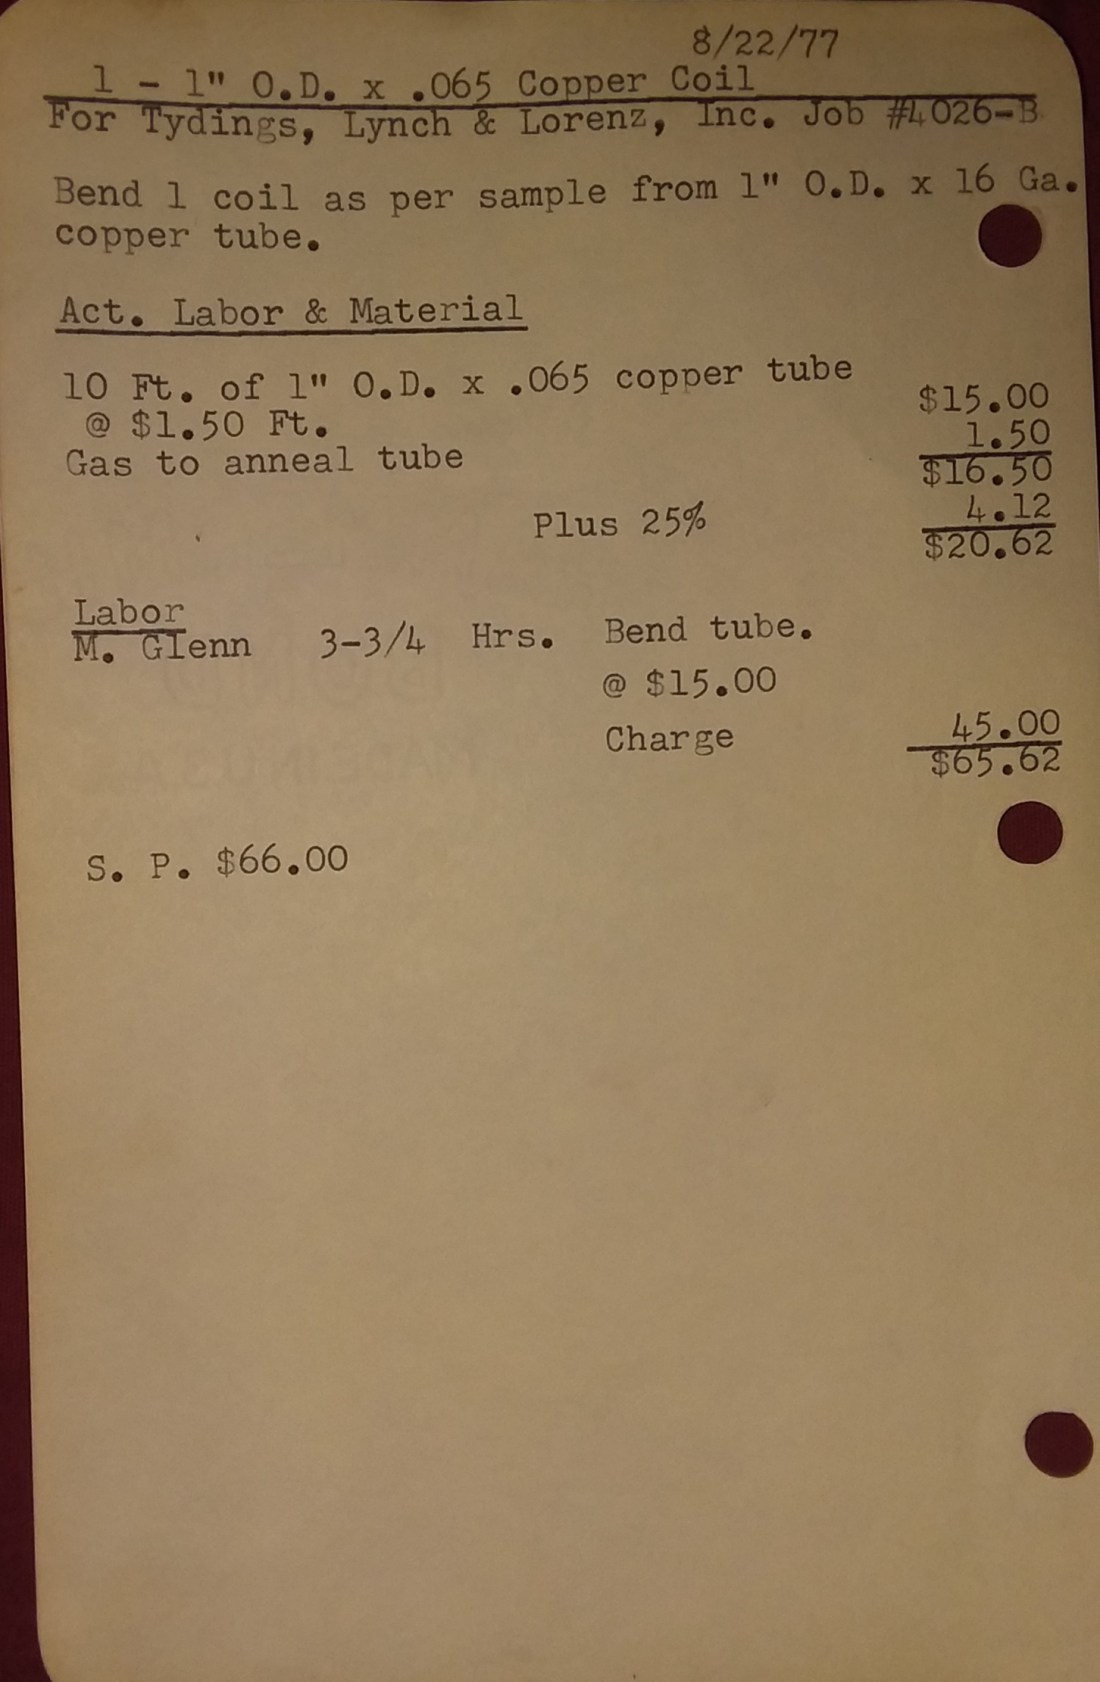 8/22/77
1 - 1" O.D. x .065 Copper Coil
For Tydings, Lynch & Lorenz, Inc. Job #4026-B
Bend 1 coil as per sample from 1" O.D. x 16 Ga.
copper tube.
Act. Labor & Material
10 Ft. of 1" O.D. x .065 copper tube
@ $1.50 Ft. $15.00
Gas to anneal tube 1.50
$16.50
Plus 25% 4.12
$20.62
Labor
M. Glenn 3-3/4 Hrs. Bend tube.
@ $15.00
Charge 45.00
$65.62
S. P. $66.00